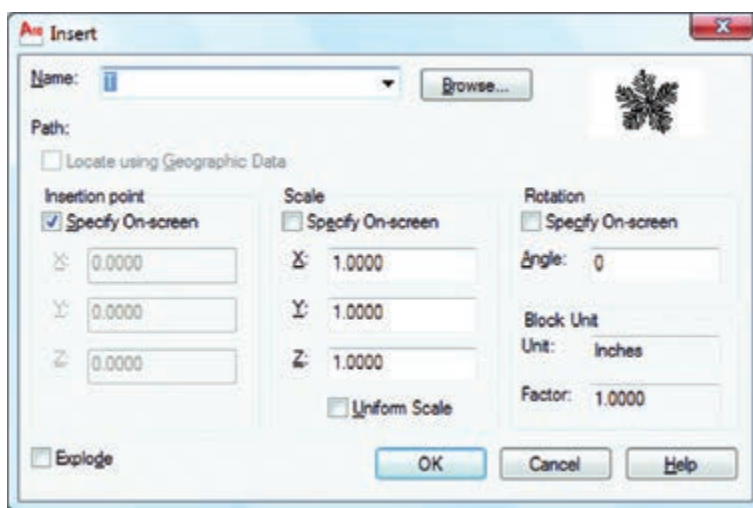 Insert
Name: T Browse...
Path:
Locate using Geographic Data
Insertion point
Specify On-screen
X: 0.0000
Y: 0.0000
Z: 0.0000
Scale
Specify On-screen
X: 1.0000
Y: 1.0000
Z: 1.0000
Uniform Scale
Rotation
Specify On-screen
Angle: 0
Block Unit
Unit: Inches
Factor: 1.0000
Explode
OK Cancel Help